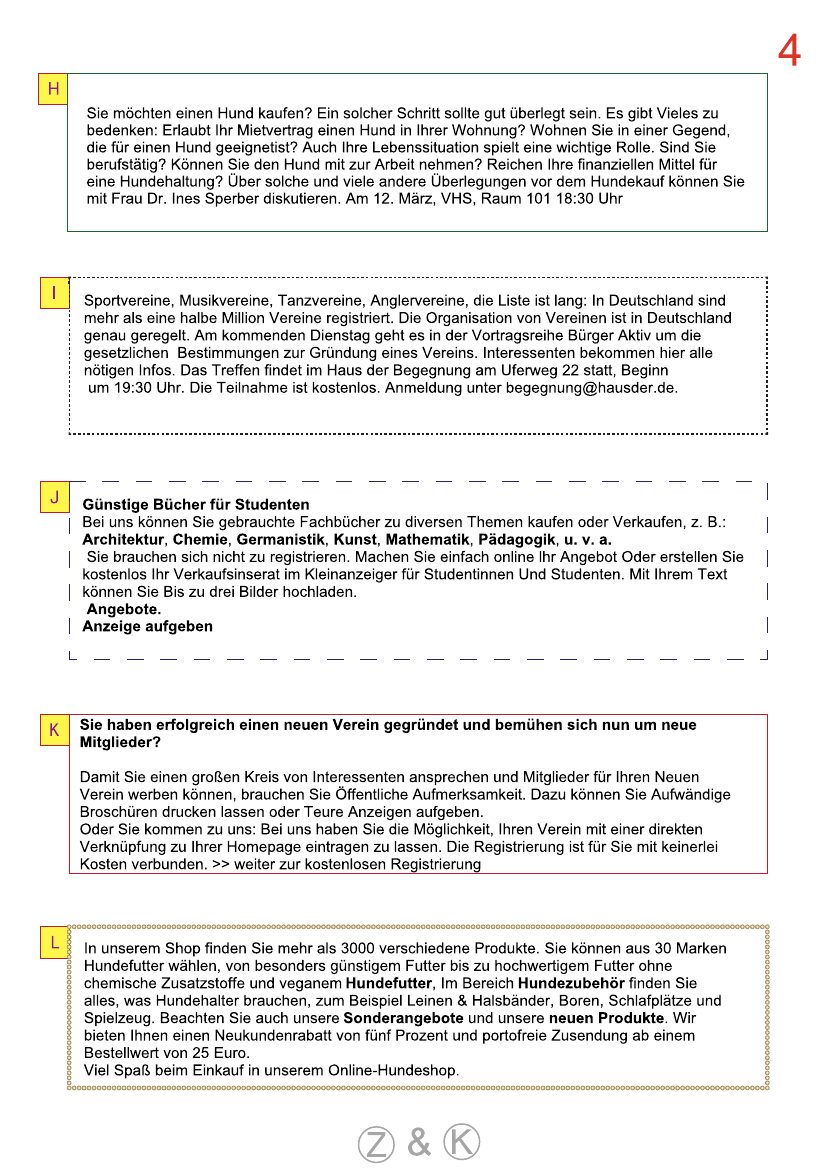 4
H
Sie möchten einen Hund kaufen? Ein solcher Schritt sollte gut überlegt sein. Es gibt Vieles zu
bedenken: Erlaubt Ihr Mietvertrag einen Hund in Ihrer Wohnung? Wohnen Sie in einer Gegend,
die für einen Hund geeignetist? Auch Ihre Lebenssituation spielt eine wichtige Rolle. Sind Sie
berufstätig? Können Sie den Hund mit zur Arbeit nehmen? Reichen Ihre finanziellen Mittel für
eine Hundehaltung? Über solche und viele andere Überlegungen vor dem Hundekauf können Sie
mit Frau Dr. Ines Sperber diskutieren. Am 12. März, VHS, Raum 101 18:30 Uhr
I
Sportvereine, Musikvereine, Tanzvereine, Anglervereine, die Liste ist lang: In Deutschland sind
mehr als eine halbe Million Vereine registriert. Die Organisation von Vereinen ist in Deutschland
genau geregelt. Am kommenden Dienstag geht es in der Vortragsreihe Bürger Aktiv um die
gesetzlichen Bestimmungen zur Gründung eines Vereins. Interessenten bekommen hier alle
nötigen Infos. Das Treffen findet im Haus der Begegnung am Uferweg 22 statt, Beginn
um 19:30 Uhr. Die Teilnahme ist kostenlos. Anmeldung unter begegnung@hausder.de.
J
Günstige Bücher für Studenten
Bei uns können Sie gebrauchte Fachbücher zu diversen Themen kaufen oder Verkaufen, z. B.:
Architektur, Chemie, Germanistik, Kunst, Mathematik, Pädagogik, u. v. a.
Sie brauchen sich nicht zu registrieren. Machen Sie einfach online Ihr Angebot Oder erstellen Sie
kostenlos Ihr Verkaufsinserat im Kleinanzeiger für Studentinnen Und Studenten. Mit Ihrem Text
können Sie Bis zu drei Bilder hochladen.
Angebote.
Anzeige aufgeben
K
Sie haben erfolgreich einen neuen Verein gegründet und bemühen sich nun um neue
Mitglieder?
Damit Sie einen großen Kreis von Interessenten ansprechen und Mitglieder für Ihren Neuen
Verein werben können, brauchen Sie Öffentliche Aufmerksamkeit. Dazu können Sie Aufwändige
Broschüren drucken lassen oder Teure Anzeigen aufgeben.
Oder Sie kommen zu uns: Bei uns haben Sie die Möglichkeit, Ihren Verein mit einer direkten
Verknüpfung zu Ihrer Homepage eintragen zu lassen. Die Registrierung ist für Sie mit keinerlei
Kosten verbunden. >> weiter zur kostenlosen Registrierung
L
In unserem Shop finden Sie mehr als 3000 verschiedene Produkte. Sie können aus 30 Marken
Hundefutter wählen, von besonders günstigem Futter bis zu hochwertigem Futter ohne
chemische Zusatzstoffe und veganem Hundefutter, Im Bereich Hundezubehör finden Sie
alles, was Hundehalter brauchen, zum Beispiel Leinen & Halsbänder, Boren, Schlafplätze und
Spielzeug. Beachten Sie auch unsere Sonderangebote und unsere neuen Produkte. Wir
bieten Ihnen einen Neukundenrabatt von fünf Prozent und portofreie Zusendung ab einem
Bestellwert von 25 Euro.
Viel Spaß beim Einkauf in unserem Online-Hundeshop.
Z & K